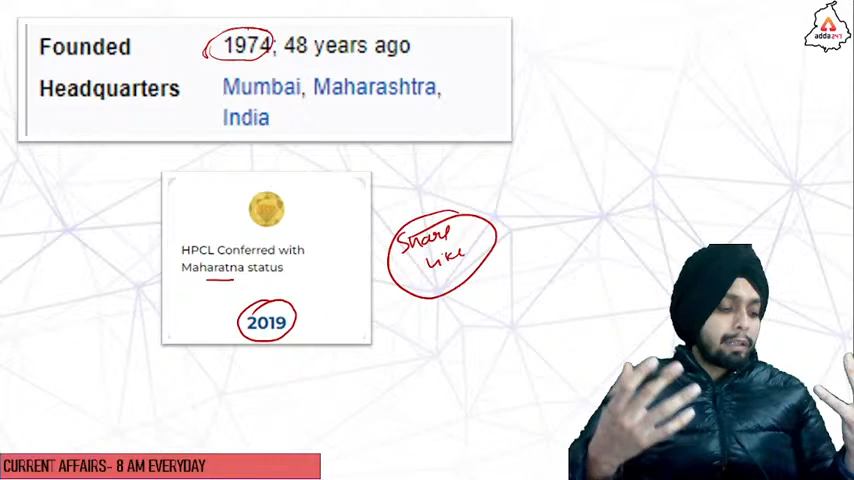 Founded 1974; 48 years ago
Headquarters Mumbai, Maharashtra,
India
HPCL Conferred with
Maharatna status
2019
Share
Like
adda247
CURRENT AFFAIRS- 8 AM EVERYDAY